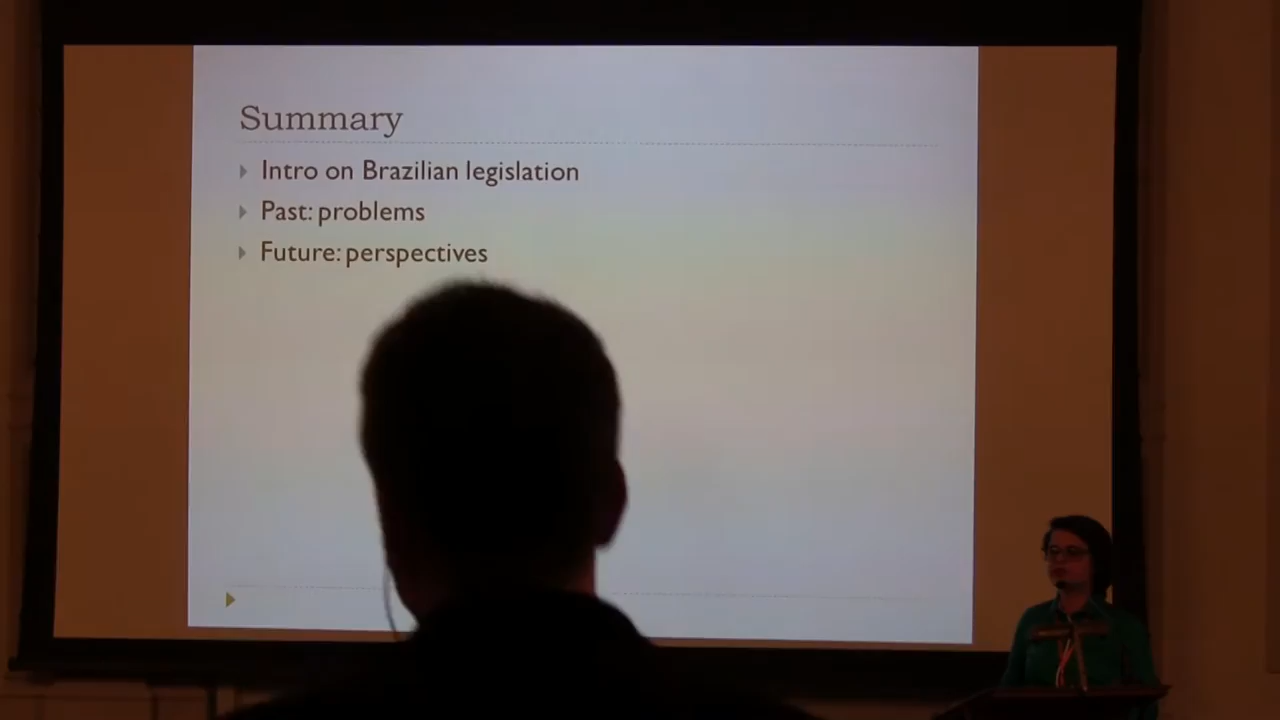 Summary
Intro on Brazilian legislation
Past: problems
Future: perspectives